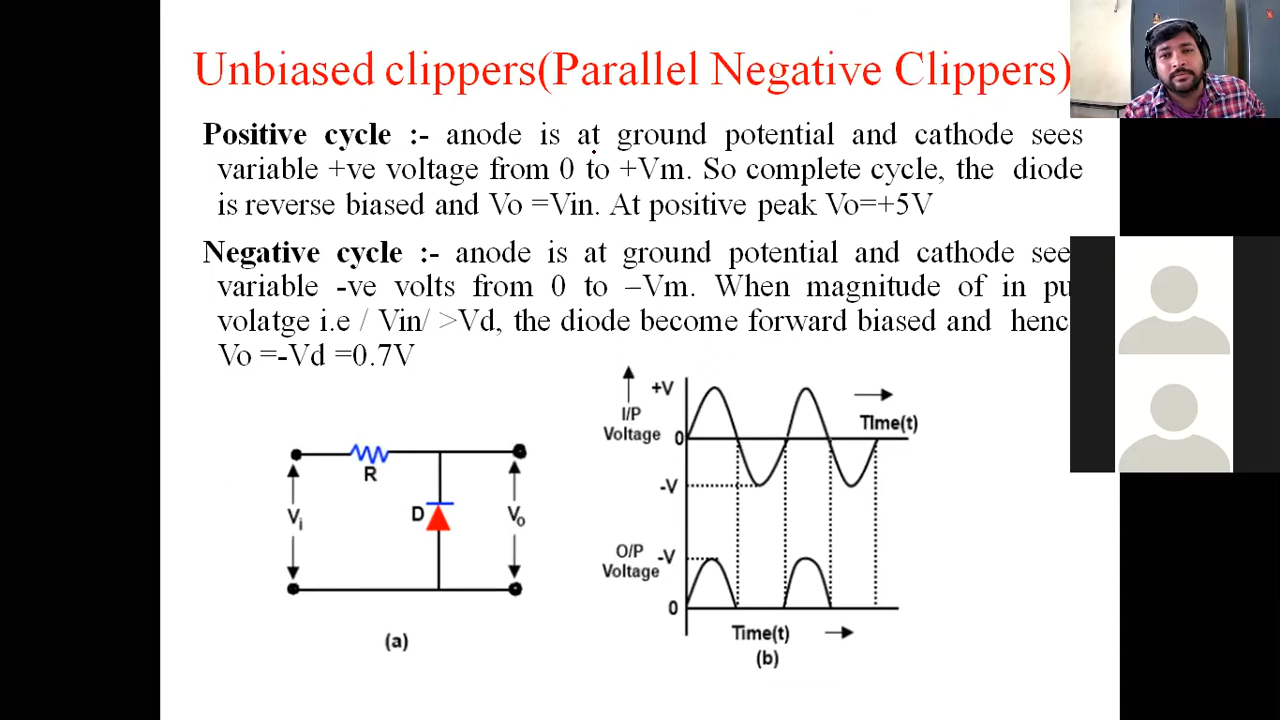 Unbiased clippers(Parallel Negative Clippers)
Positive cycle :- anode is at ground potential and cathode sees
variable +ve voltage from 0 to +Vm. So complete cycle, the diode
is reverse biased and Vo =Vin. At positive peak Vo=+5V
Negative cycle :- anode is at ground potential and cathode see
variable -ve volts from 0 to –Vm. When magnitude of in pu
volatge i.e / Vin/ >Vd, the diode become forward biased and henc
Vo =-Vd =0.7V
+V
I/P
Voltage
0
TIme(t)
-V
R
Vi
D
Vo
O/P
Voltage
-V
0
Time(t)
(a)
(b)